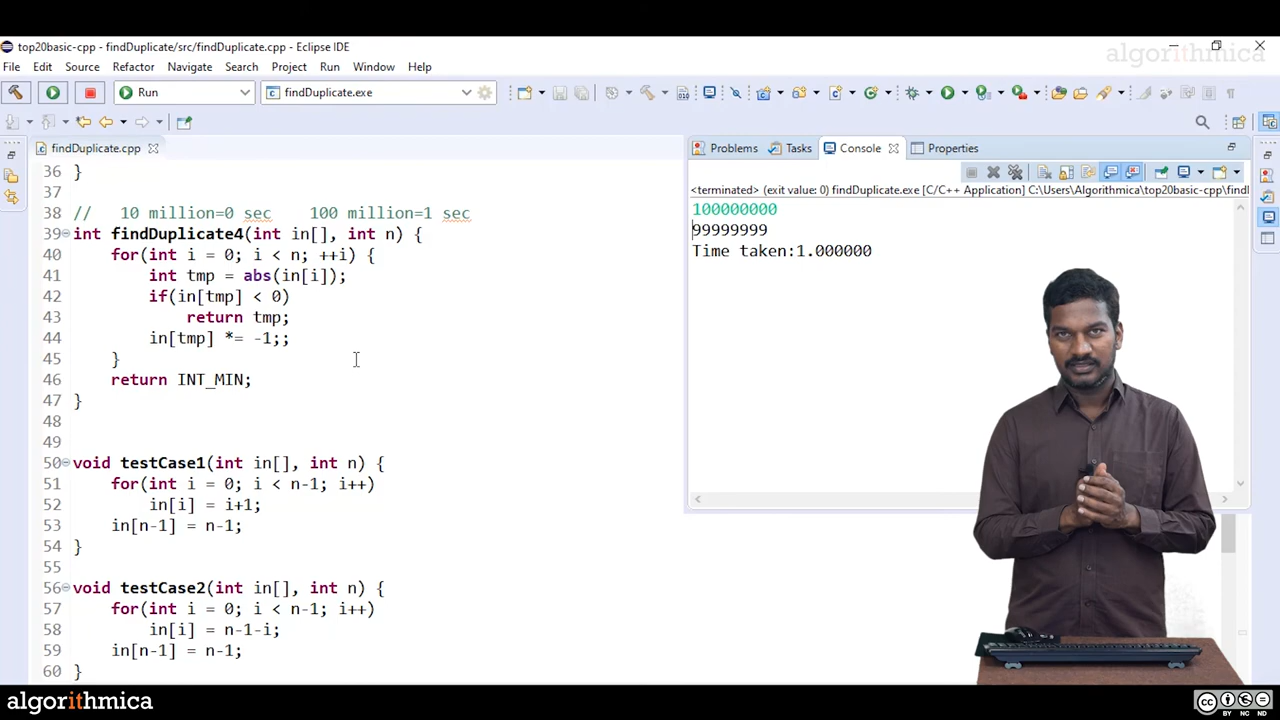 top20basic-cpp - findDuplicate/src/findDuplicate.cpp - Eclipse IDE
algorithmica
File Edit Source Refactor Navigate Search Project Run Window Help
Run findDuplicate.exe
findDuplicate.cpp
Problems Tasks Console Properties
<terminated> (exit value: 0) findDuplicate.exe [C/C++ Application] C:\Users\Algorithmica\top20basic-cpp\findI
100000000
99999999
Time taken:1.000000
36 }
37
38 //   10 million=0 sec    100 million=1 sec
39 int findDuplicate4(int in[], int n) {
40     for(int i = 0; i < n; ++i) {
41         int tmp = abs(in[i]);
42         if(in[tmp] < 0)
43             return tmp;
44         in[tmp] *= -1;;
45     }
46     return INT_MIN;
47 }
48
49
50 void testCase1(int in[], int n) {
51     for(int i = 0; i < n-1; i++)
52         in[i] = i+1;
53     in[n-1] = n-1;
54 }
55
56 void testCase2(int in[], int n) {
57     for(int i = 0; i < n-1; i++)
58         in[i] = n-1-i;
59     in[n-1] = n-1;
60 }
algorithmica
BY NC ND